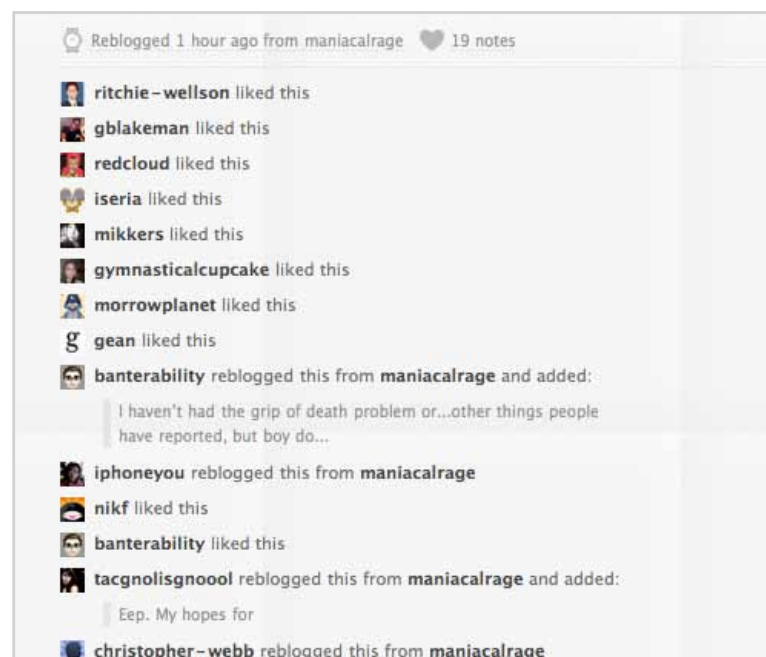 Reblogged 1 hour ago from maniacalrage 19 notes
ritchie-wellson liked this
gblakeman liked this
redcloud liked this
iseria liked this
mikkers liked this
gymnasticalcupcake liked this
morrowplanet liked this
g gean liked this
banterability reblogged this from maniacalrage and added:
I haven't had the grip of death problem or...other things people
have reported, but boy do...
iphoneyou reblogged this from maniacalrage
nikf liked this
banterability liked this
tacgnolisgnoool reblogged this from maniacalrage and added:
Eep. My hopes for
christopher-webb reblogged this from maniacalrage